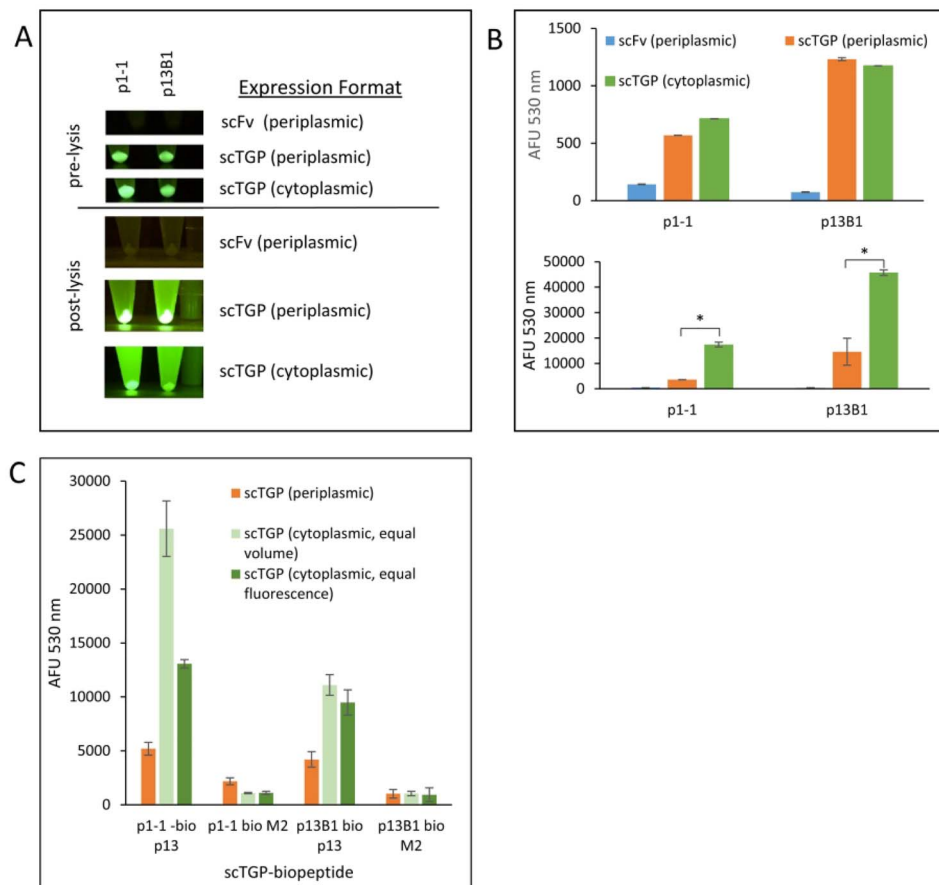 A
p1-1
p13B1
Expression Format
pre-lysis
scFv (periplasmic)
scTGP (periplasmic)
scTGP (cytoplasmic)
post-lysis
scFv (periplasmic)
scTGP (periplasmic)
scTGP (cytoplasmic)
B
scFv (periplasmic)
scTGP (periplasmic)
scTGP (cytoplasmic)
AFU 530 nm
1500
1000
500
0
p1-1
p13B1
AFU 530 nm
50000
40000
30000
20000
10000
0
*
*
p1-1
p13B1
C
AFU 530 nm
30000
25000
20000
15000
10000
5000
0
scTGP (periplasmic)
scTGP (cytoplasmic, equal
volume)
scTGP (cytoplasmic, equal
fluorescence)
p1-1 -bio
p13
p1-1 bio M2
p13B1 bio
p13
p13B1 bio
M2
scTGP-biopeptide